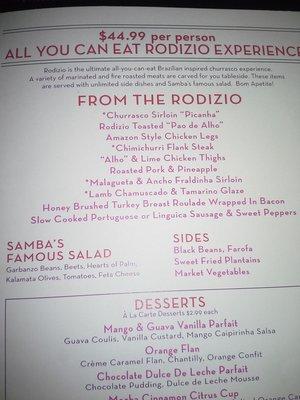 $44.99 per person
ALL YOU CAN EAT RODIZIO EXPERIENCE
Rodizio is the ultimate all-you-can-eat Brazilian inspired churrasco experience.
A variety of marinated and fire roasted meats are carved for you tableside. These items
are served with unlimited side dishes and Samba's famous salad. Bom Apetite!
FROM THE RODIZIO
*Churrasco Sirloin "Picanha"
Rodizio Toasted "Pao de Alho"
Amazon Style Chicken Legs
*Chimichurri Flank Steak
"Alho" & Lime Chicken Thighs
Roasted Pork & Pineapple
*Malagueta & Ancho Fraldinha Sirloin
*Lamb Chamuscado & Tamarino Glaze
Honey Brushed Turkey Breast Roulade Wrapped In Bacon
Slow Cooked Portuguese or Linguica Sausage & Sweet Peppers
SAMBA'S
FAMOUS SALAD
Garbanzo Beans, Beets, Hearts of Palm,
Kalamata Olives, Tomatoes, Feta Cheese
SIDES
Black Beans, Farofa
Sweet Fried Plantains
Market Vegetables
DESSERTS
À La Carte Desserts $2.99 each
Mango & Guava Vanilla Parfait
Guava Coulis, Vanilla Custard, Mango Caipirinha Salsa
Orange Flan
Crème Caramel Flan, Chantilly, Orange Confit
Chocolate Dulce De Leche Parfait
Chocolate Pudding, Dulce de Leche Mousse
Mocha Cinnamon Citrus Cup